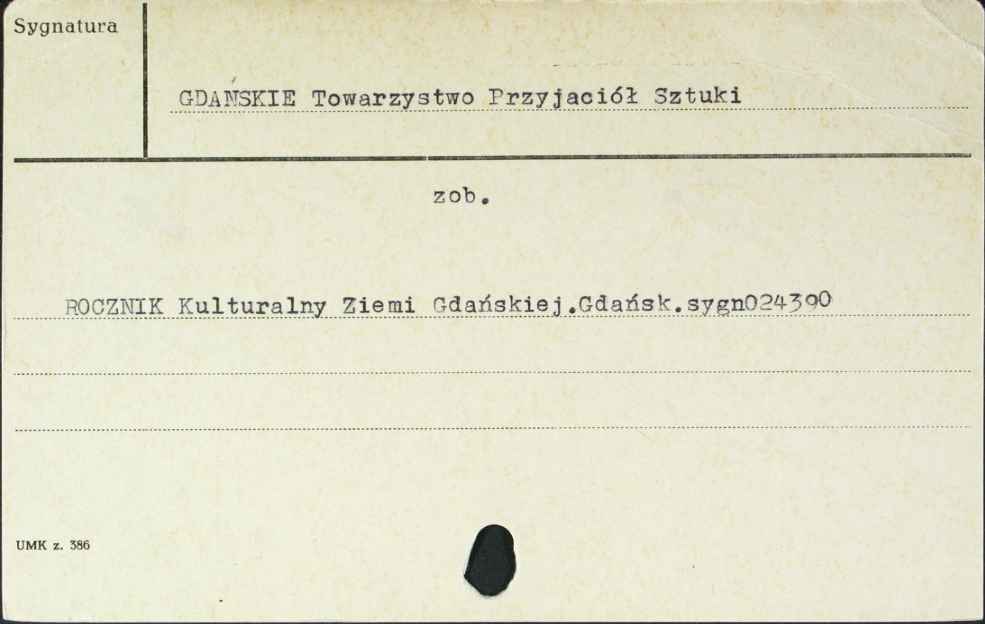 Sygnatura
GDAŃSKIE Towarzystwo Przyjaciół Sztuki
zob.
ROCZNIK Kulturalny Ziemi Gdańskiej.Gdańsk.sygn024390
UMK z. 386